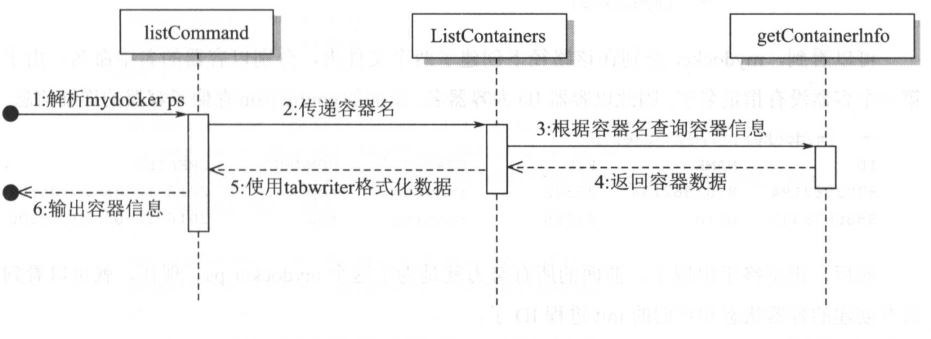 listCommand
ListContainers
getContainerInfo
1:解析mydocker ps
2:传递容器名
3:根据容器名查询容器信息
4:返回容器数据
5:使用tabwriter格式化数据
6:输出容器信息